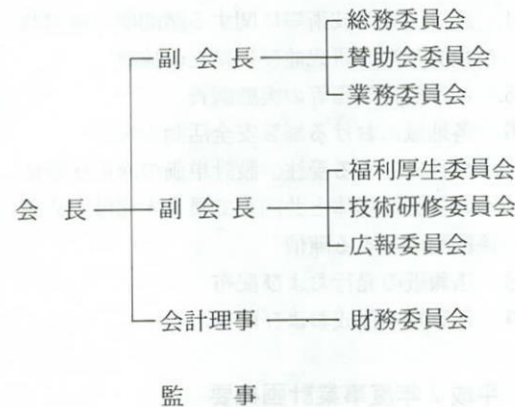 総務委員会
副会長 賛助会委員会
業務委員会
福利厚生委員会
会長 副会長 技術研修委員会
広報委員会
会計理事 財務委員会
監事